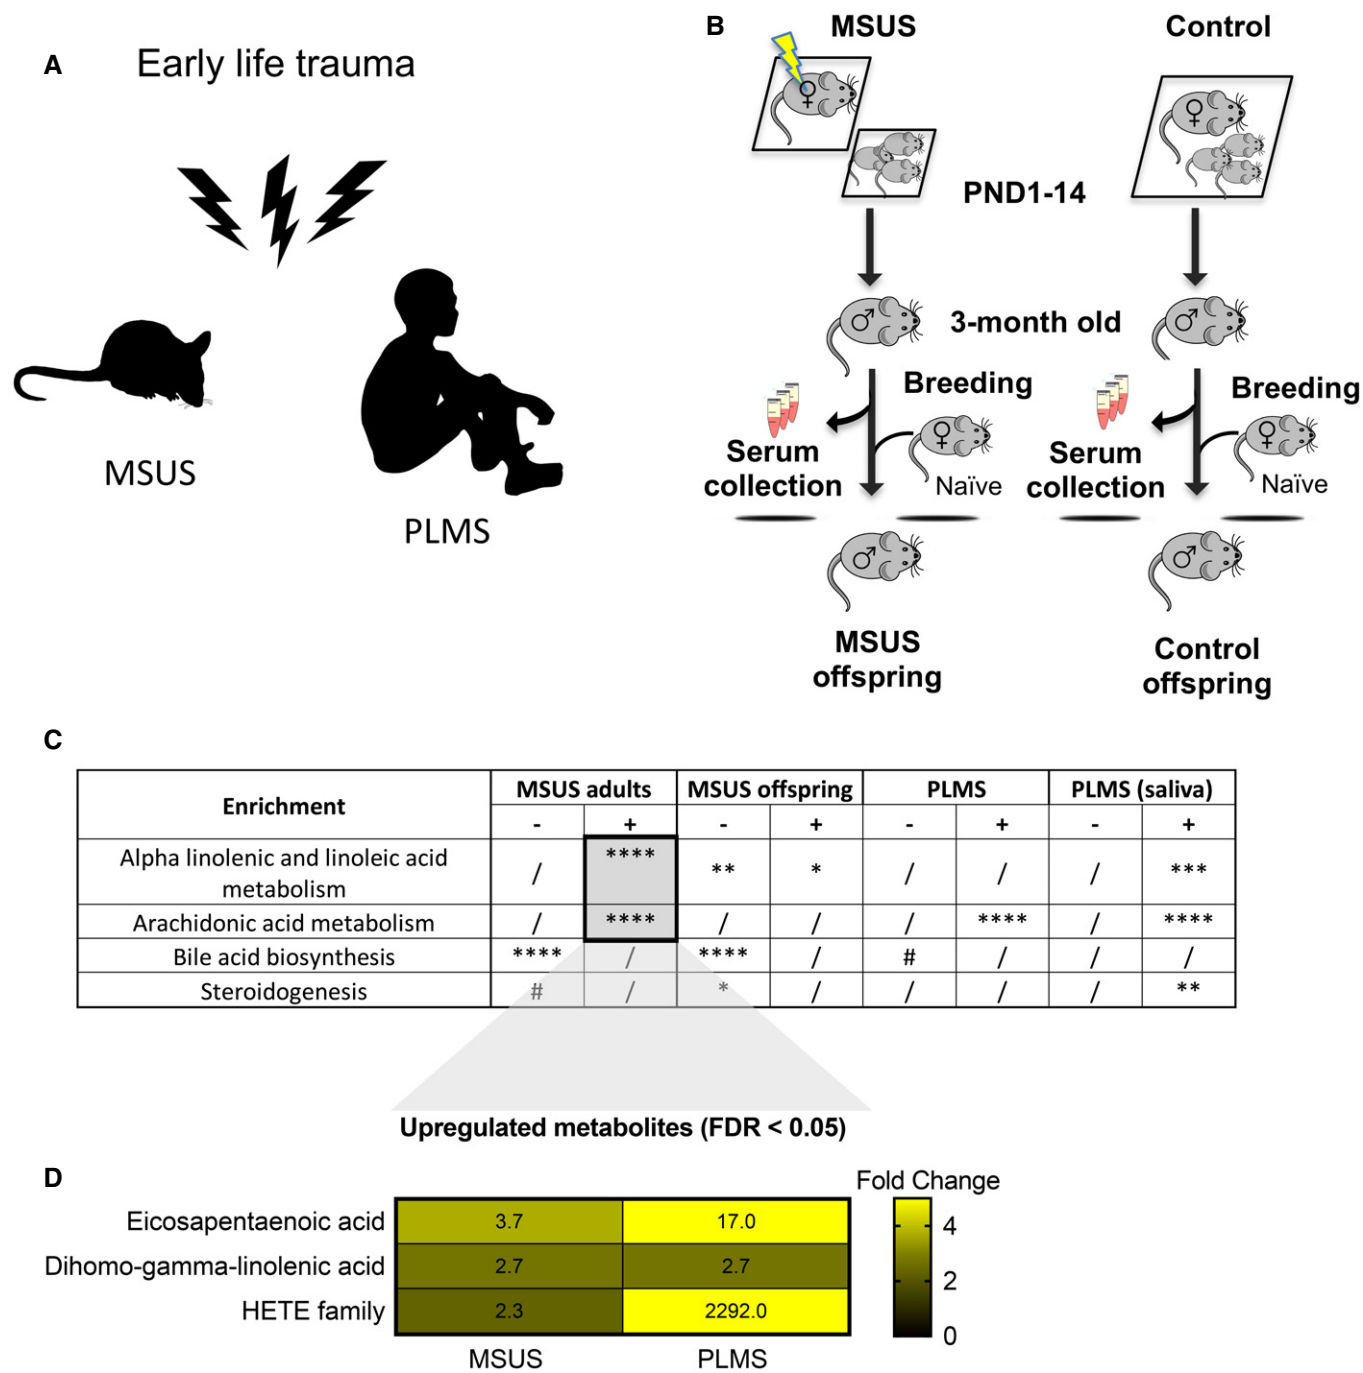 A
Early life trauma
MSUS
PLMS
B
MSUS
Control
♀
♀
PND1-14
♂
3-month old
♂
Breeding
Breeding
♀
♀
Serum
collection
Naïve
Serum
collection
Naïve
♂
♂
MSUS
offspring
Control
offspring
C
Enrichment MSUS adults MSUS offspring PLMS PLMS (saliva)
- + - + - + - +
Alpha linolenic and linoleic acid
metabolism / **** ** * / / / ***
Arachidonic acid metabolism / **** / / / **** / ****
Bile acid biosynthesis **** / **** / # / / /
Steroidogenesis # / * / / / / **
Upregulated metabolites (FDR < 0.05)
D
Fold Change
Eicosapentaenoic acid 3.7 17.0
Dihomo-gamma-linolenic acid 2.7 2.7
HETE family 2.3 2292.0
MSUS PLMS
4
2
0